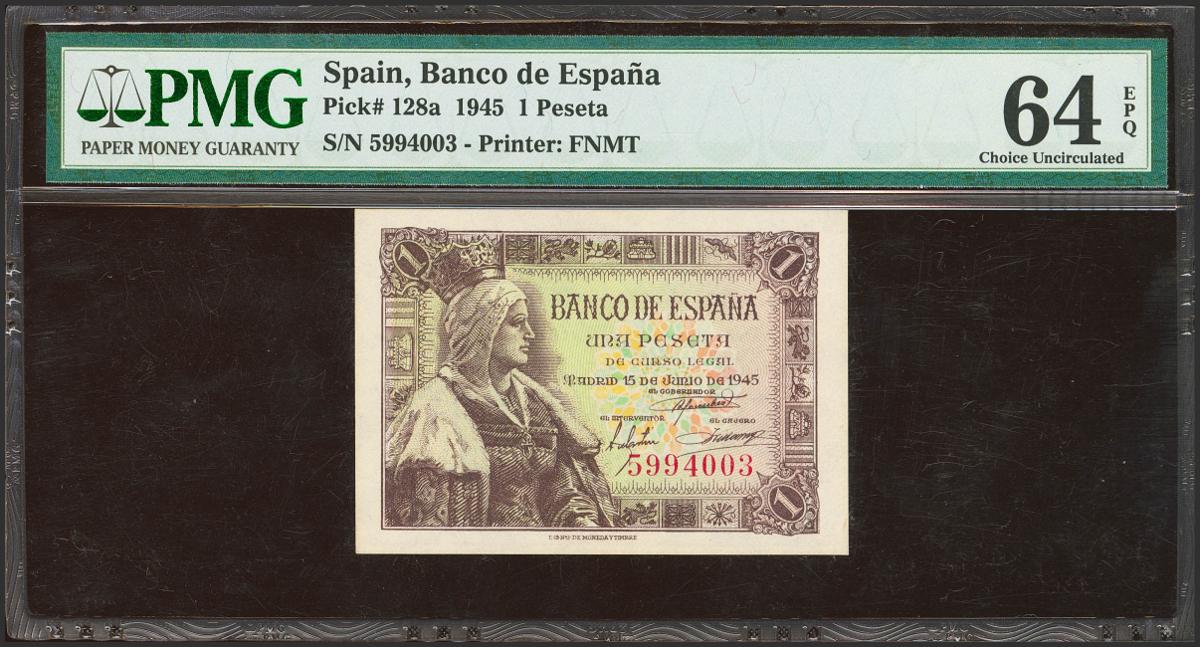 PMG
PAPER MONEY GUARANTY
Spain, Banco de España
Pick# 128a 1945 1 Peseta
S/N 5994003 - Printer: FNMT
64 EPQ
Choice Uncirculated
1
1
BANCO DE ESPAÑA
UNA PESETA
DE CURSO LEGAL
MADRID 15 DE JUNIO DE 1945
EL GOBERNADOR
EL INTERVENTOR EL CAJERO
5994003
1